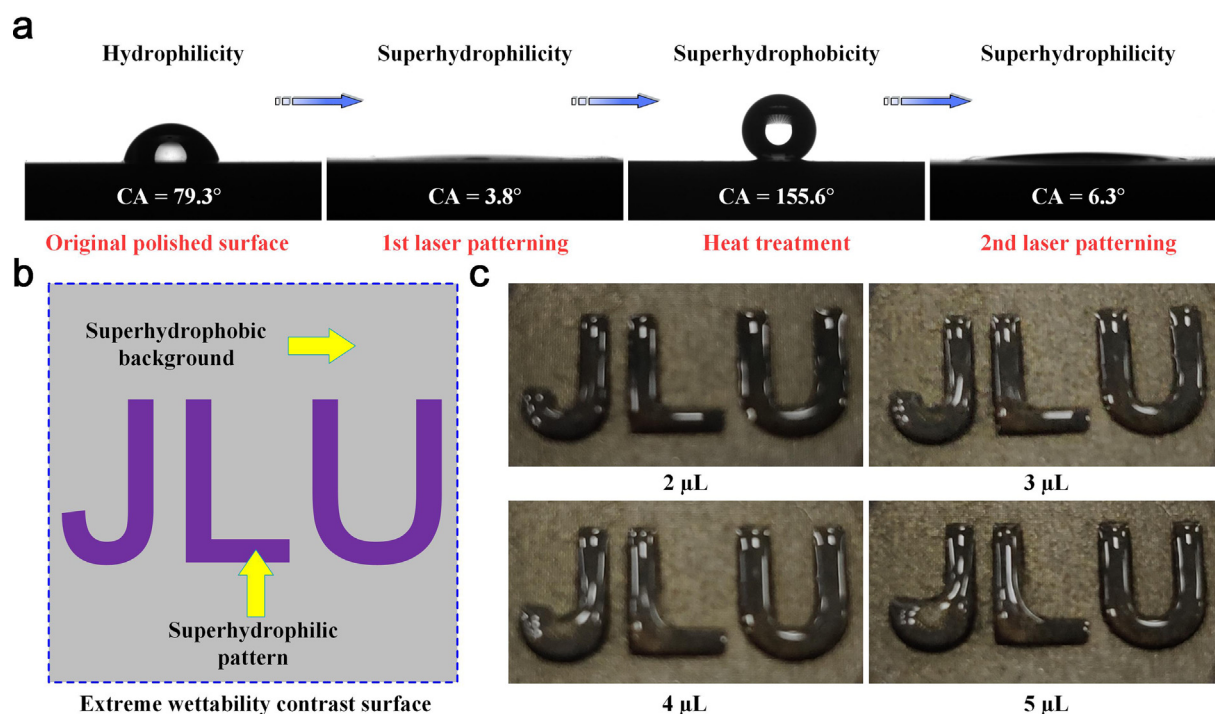 a
Hydrophilicity
Superhydrophilicity
Superhydrophobicity
Superhydrophilicity
CA = 79.3°
CA = 3.8°
CA = 155.6°
CA = 6.3°
Original polished surface
1st laser patterning
Heat treatment
2nd laser patterning
b
Superhydrophobic
background
JLU
Superhydrophilic
pattern
Extreme wettability contrast surface
c
JLU
2 μL
JLU
3 μL
JLU
4 μL
JLU
5 μL